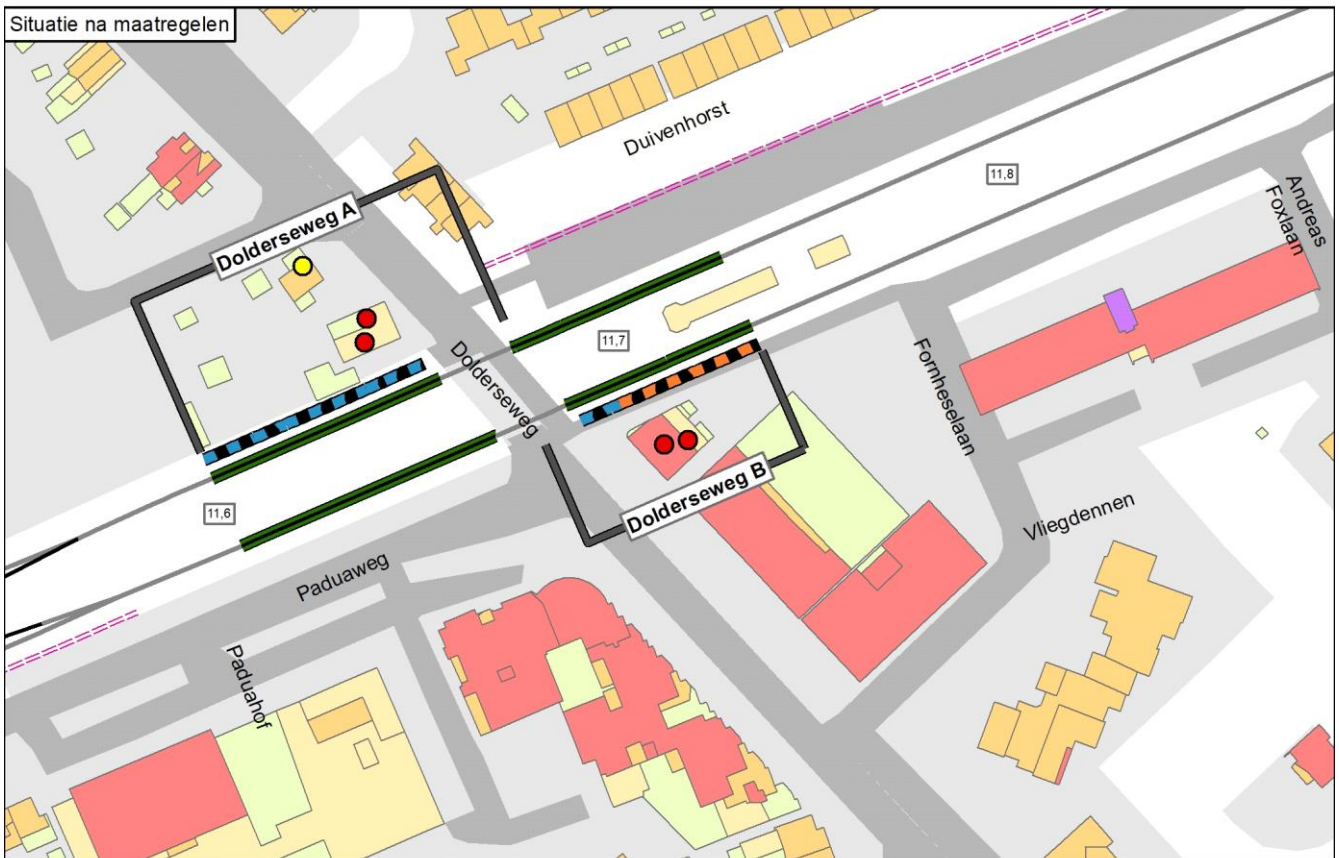 Situatie na maatregelen
Duivenhorst
11,8
Andreas
Foxlaan
Dolderseweg A
11,7
Dolderseweg
Fornheselaan
Dolderseweg B
11,6
Vliegdennen
Paduaweg
Paduahof